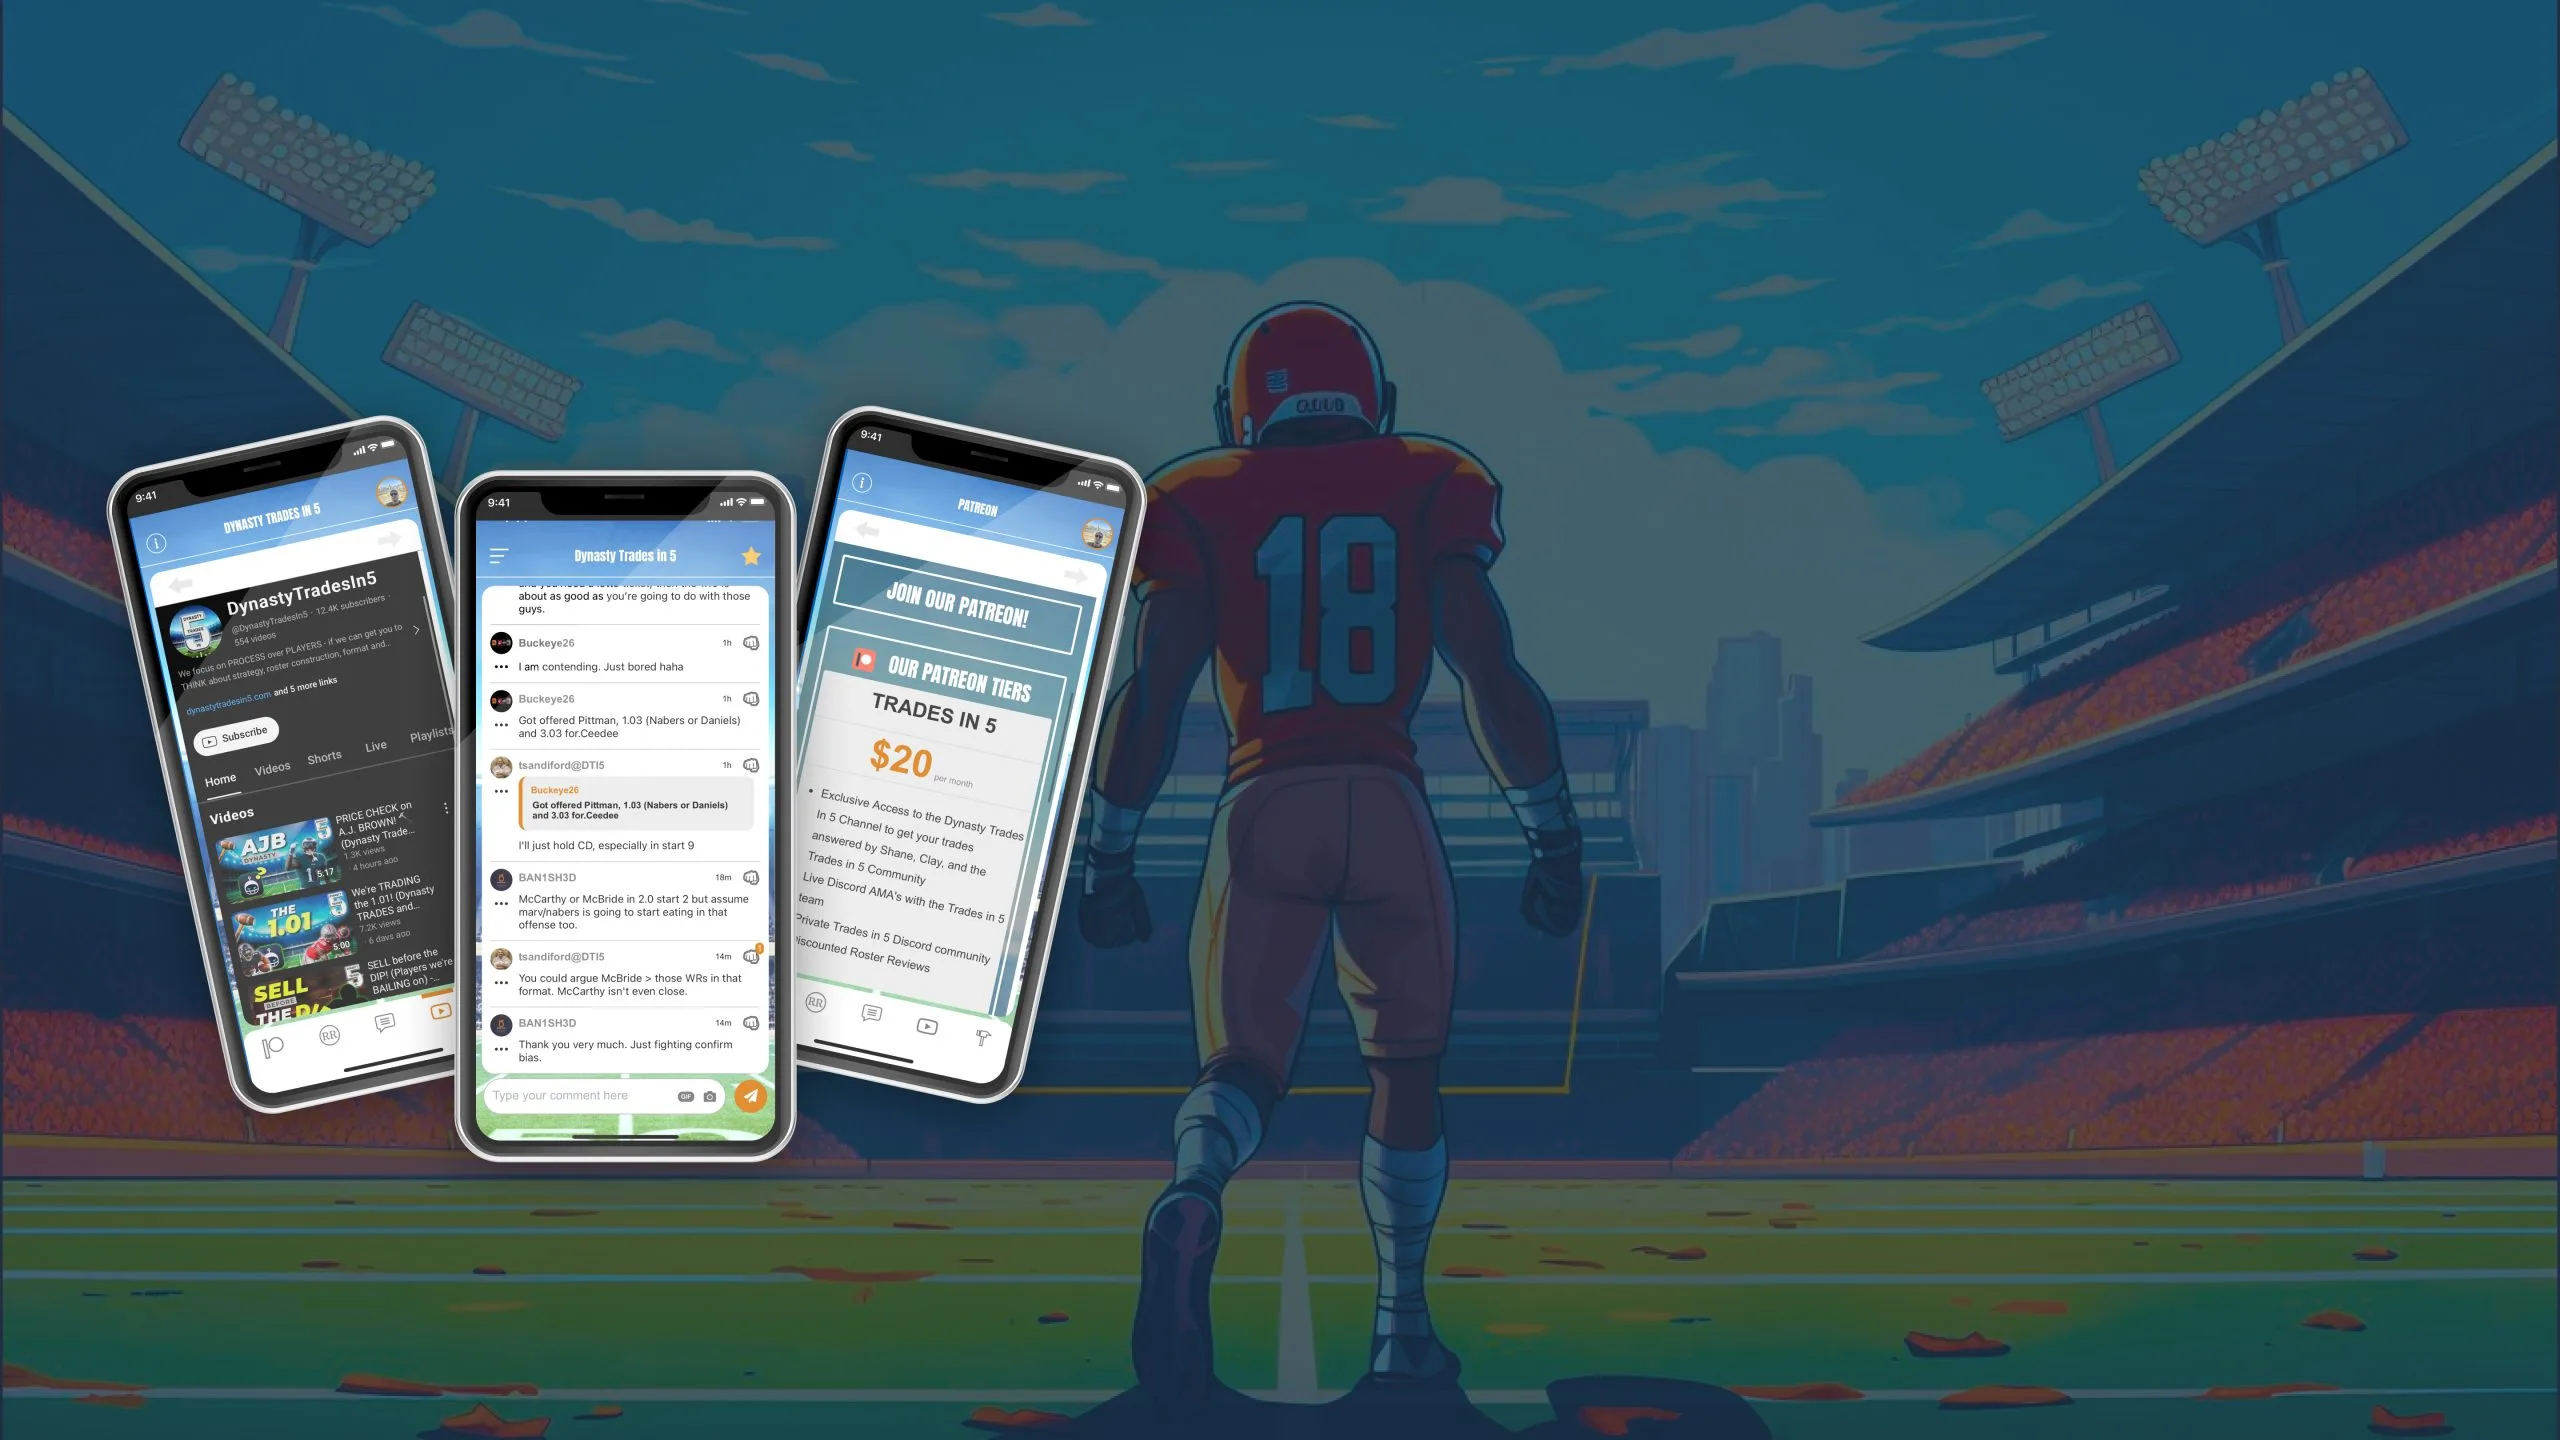 9:41
DYNASTY TRADES IN 5
DynastyTradesIn5
@DynastyTradesIn5 · 12.4K subscribers ·
554 videos
We focus on PROCESS over PLAYERS - if we can get you to
THINK about strategy, roster construction, format and...
dynastytradesin5.com and 5 more links
Subscribe
Home Videos Shorts Live Playlists
Videos
AJB
DYNASTY
?
5
5:17
PRICE CHECK on
A.J. BROWN! 🔨
(Dynasty Trade...
1.3K views
4 hours ago
THE
1.01
5
5:00
We're TRADING
the 1.01! (Dynasty
TRADES and...
7.2K views
· 6 days ago
SELL
BEFORE
THE
5
SELL before the
DIP! (Players we're
BAILING on) -...
RR
9:41
Dynasty Trades in 5
about as good as you're going to do with those
guys.
Buckeye26 1h
I am contending. Just bored haha
Buckeye26 1h
Got offered Pittman, 1.03 (Nabers or Daniels)
and 3.03 for.Ceedee
tsandiford@DTI5 1h
Buckeye26
Got offered Pittman, 1.03 (Nabers or Daniels)
and 3.03 for.Ceedee
I'll just hold CD, especially in start 9
BAN1SH3D 18m
McCarthy or McBride in 2.0 start 2 but assume
marv/nabers is going to start eating in that
offense too.
tsandiford@DTI5 14m 1
You could argue McBride > those WRs in that
format. McCarthy isn't even close.
BAN1SH3D 14m
Thank you very much. Just fighting confirm
bias.
Type your comment here GIF
9:41
PATREON
JOIN OUR PATREON!
OUR PATREON TIERS
TRADES IN 5
$20 per month
• Exclusive Access to the Dynasty Trades
In 5 Channel to get your trades
answered by Shane, Clay, and the
Trades in 5 Community
Live Discord AMA's with the Trades in 5
team
Private Trades in 5 Discord community
iscounted Roster Reviews
RR
18